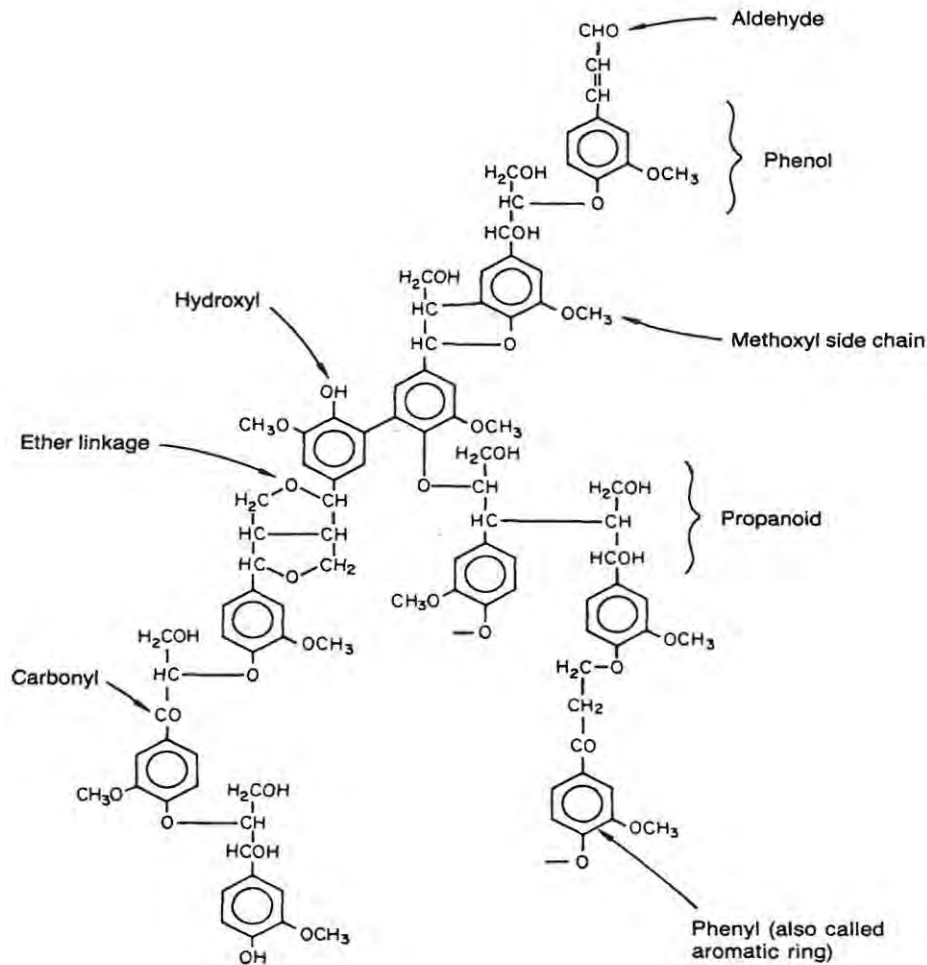 Aldehyde
CHO
CH
CH
Phenol
OCH₃
H₂COH
HC
O
HCOH
H₂COH
Hydroxyl
HC
OCH₃
Methoxyl side chain
HC
O
OH
CH₃O
OCH₃
Ether linkage
H₂COH
O
O
HC
H₂COH
Propanoid
H₂C
CH
HC
CH
HC
CH
HCOH
HC
CH₂
O
CH₃O
O
OCH₃
OCH₃
H₂COH
H₂C
O
HC
O
Carbonyl
CH₂
CO
CO
CH₃O
H₂COH
O
CH
OCH₃
HCOH
O
OCH₃
Phenyl (also called
aromatic ring)
OH